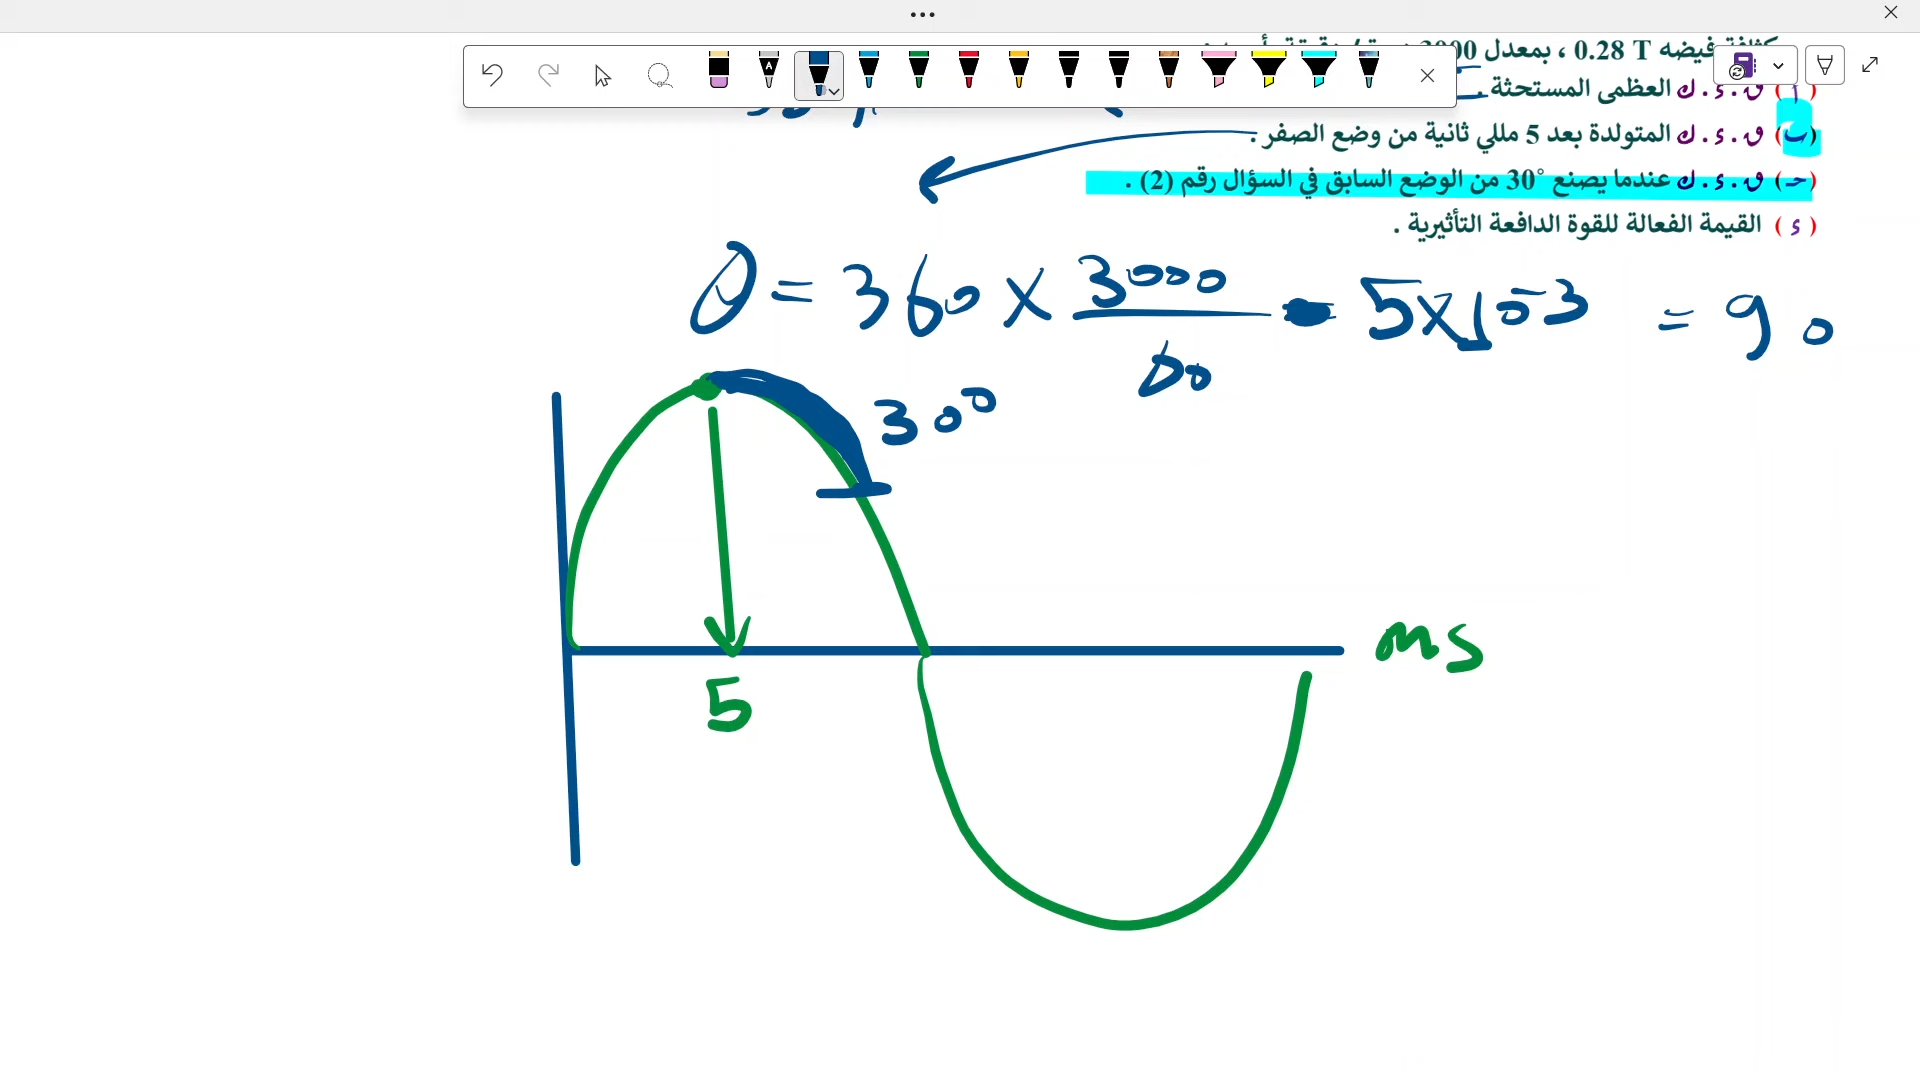 فيضه 0.28 T ، بمعدل
( أ ) ق . ء . ك العظمى المستحثة .
(ب) ق . ء . ك المتولدة بعد 5 مللي ثانية من وضع الصفر .
(حـ) ق . ء . ك عندما يصنع 30° من الوضع السابق في السؤال رقم (2) .
( ء ) القيمة الفعالة للقوة الدافعة التأثيرية .
θ = 360 × 3000
5×10-3 = 90
60
30°
ms
5